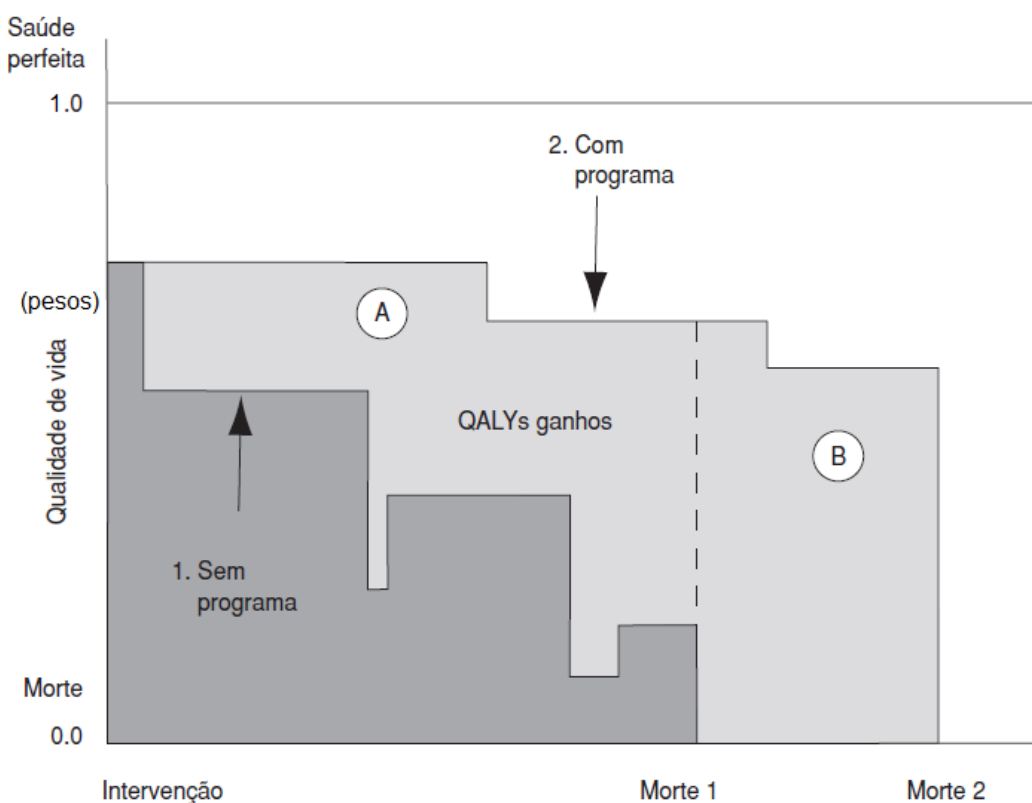 Saúde
perfeita
1.0
2. Com
programa
(pesos)
A
Qualidade de vida
QALYs ganhos
B
1. Sem
programa
Morte
0.0
Intervenção
Morte 1
Morte 2